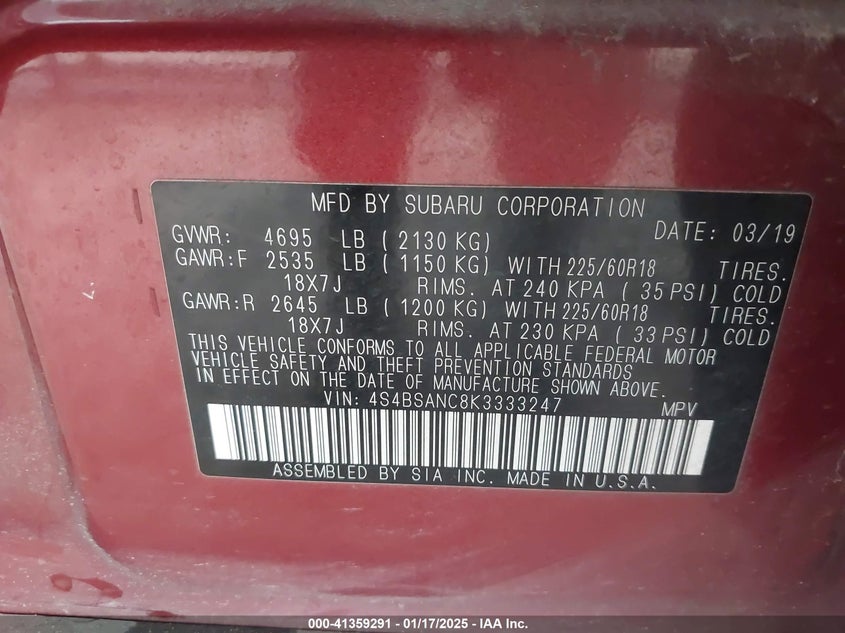 MFD BY SUBARU CORPORATION
GVWR: 4695 LB ( 2130 KG) DATE: 03/19
GAWR:F 2535 LB ( 1150 KG) WITH 225/60R18 TIRES.
18X7J RIMS. AT 240 KPA ( 35 PSI) COLD
GAWR:R 2645 LB ( 1200 KG) WITH 225/60R18 TIRES.
18X7J RIMS. AT 230 KPA ( 33 PSI) COLD
THIS VEHICLE CONFORMS TO ALL APPLICABLE FEDERAL MOTOR
VEHICLE SAFETY AND THEFT PREVENTION STANDARDS
IN EFFECT ON THE DATE OF MANUFACTURE SHOWN ABOVE.
VIN: 4S4BSANC8K3333247 MPV
ASSEMBLED BY SIA INC. MADE IN U.S.A.
000-41359291 - 01/17/2025 - IAA Inc.